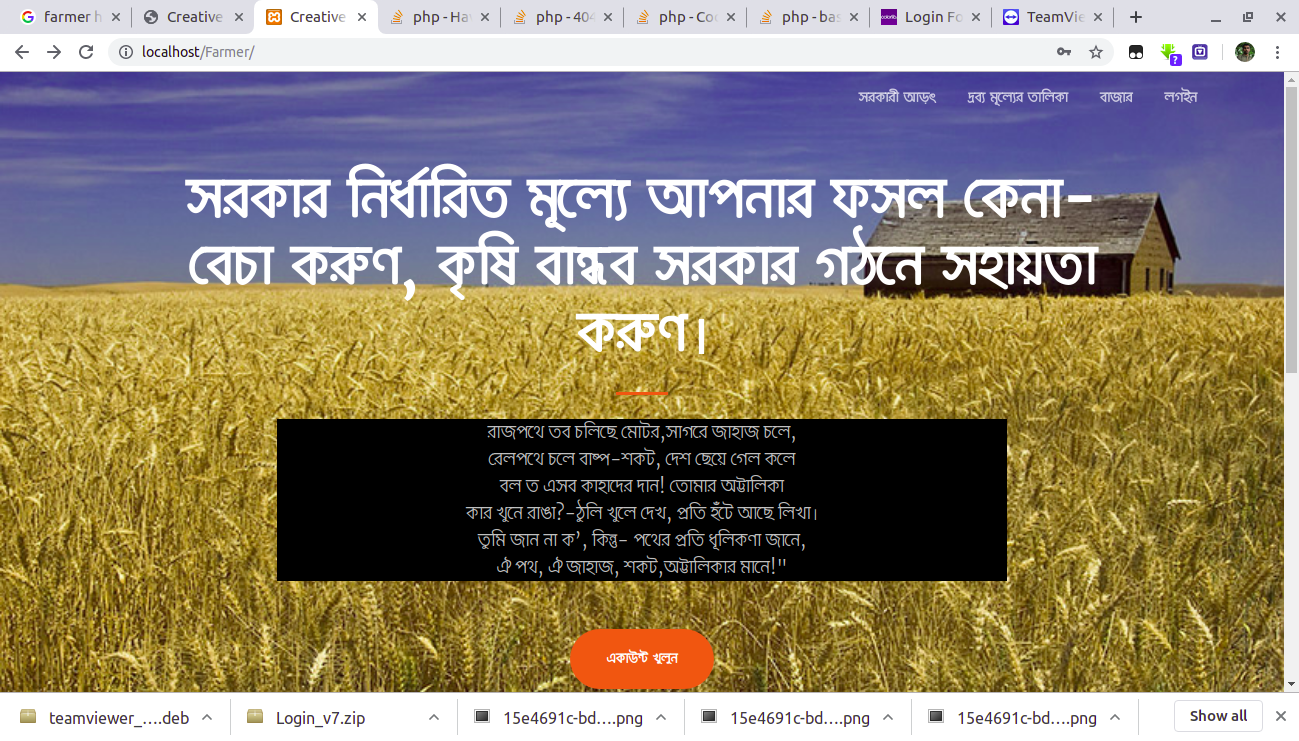 farmer h
Creative
Creative
php - Ha
php - 404
php - Co
php - bas
Login Fo
TeamVie
localhost/Farmer/
সরকারী আড়ৎ দ্রব্য মূল্যের তালিকা বাজার লগইন
সরকার নির্ধারিত মূল্যে আপনার ফসল কেনা-
বেচা করুণ, কৃষি বান্ধব সরকার গঠনে সহায়তা
করুণ।
রাজপথে তব চলিছে মোটর,সাগরে জাহাজ চলে,
রেলপথে চলে বাষ্প-শকট, দেশ ছেয়ে গেল কলে
বল ত এসব কাহাদের দান! তোমার অট্টালিকা
কার খুনে রাঙা?-ঠুলি খুলে দেখ, প্রতি ইঁটে আছে লিখা।
তুমি জান না ক’, কিন্তু- পথের প্রতি ধূলিকণা জানে,
ঐ পথ, ঐ জাহাজ, শকট,অট্টালিকার মানে!"
একাউন্ট খুলুন
teamviewer_....deb
Login_v7.zip
15e4691c-bd....png
15e4691c-bd....png
15e4691c-bd....png
Show all